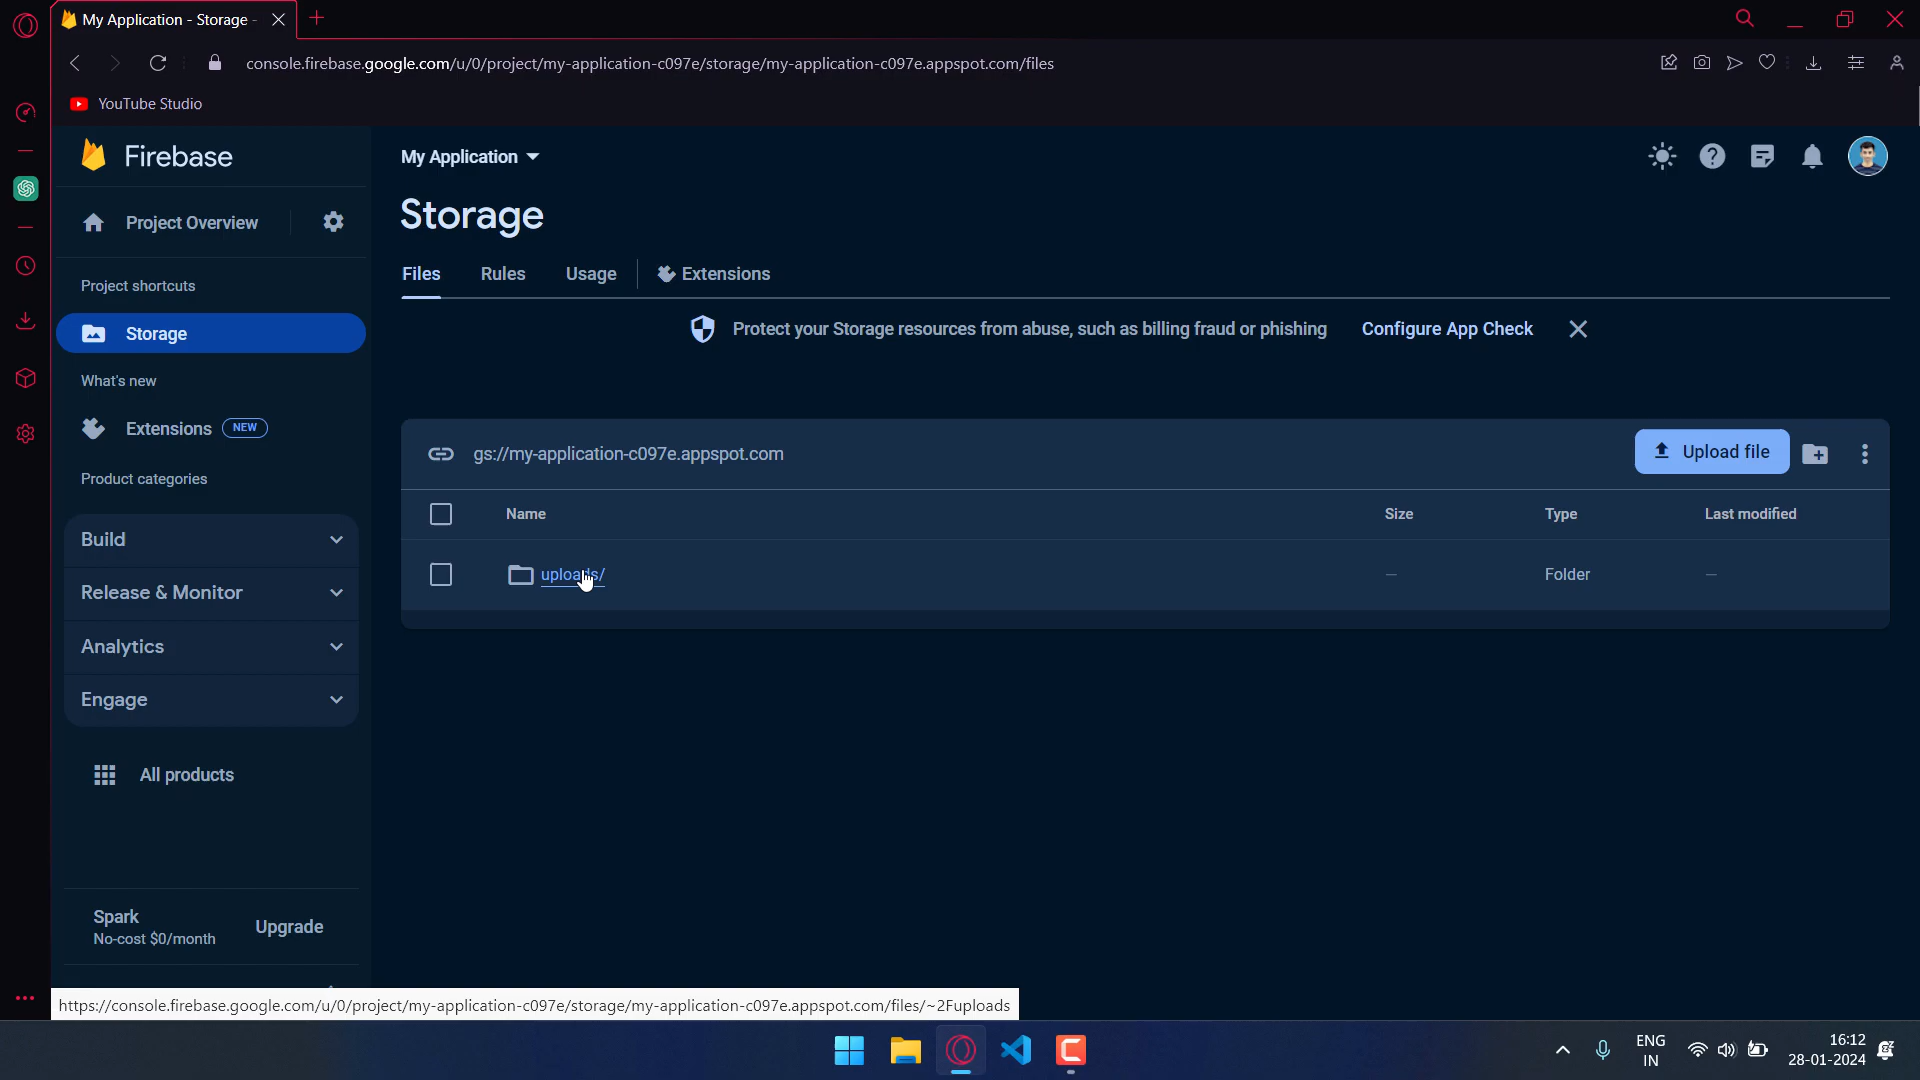 My Application - Storage -
console.firebase.google.com/u/0/project/my-application-c097e/storage/my-application-c097e.appspot.com/files
YouTube Studio
Firebase
My Application
Project Overview
Storage
Project shortcuts
Files
Rules
Usage
Extensions
Storage
Protect your Storage resources from abuse, such as billing fraud or phishing
Configure App Check
What's new
Extensions
NEW
gs://my-application-c097e.appspot.com
Upload file
Product categories
Name
Size
Type
Last modified
Build
uploads/
—
Folder
—
Release & Monitor
Analytics
Engage
All products
Spark
No-cost $0/month
Upgrade
https://console.firebase.google.com/u/0/project/my-application-c097e/storage/my-application-c097e.appspot.com/files/~2Fuploads
ENG
IN
16:12
28-01-2024